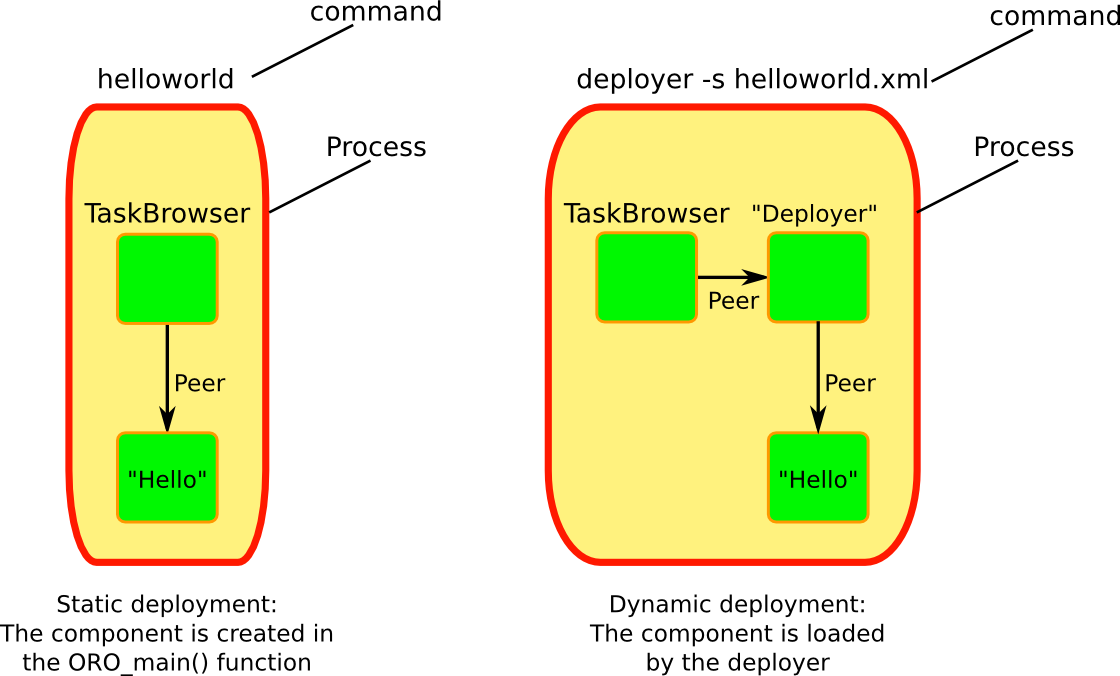 command
helloworld
Process
TaskBrowser
Peer
"Hello"
Static deployment:
The component is created in
the ORO_main() function
command
deployer -s helloworld.xml
Process
TaskBrowser
"Deployer"
Peer
Peer
"Hello"
Dynamic deployment:
The component is loaded
by the deployer